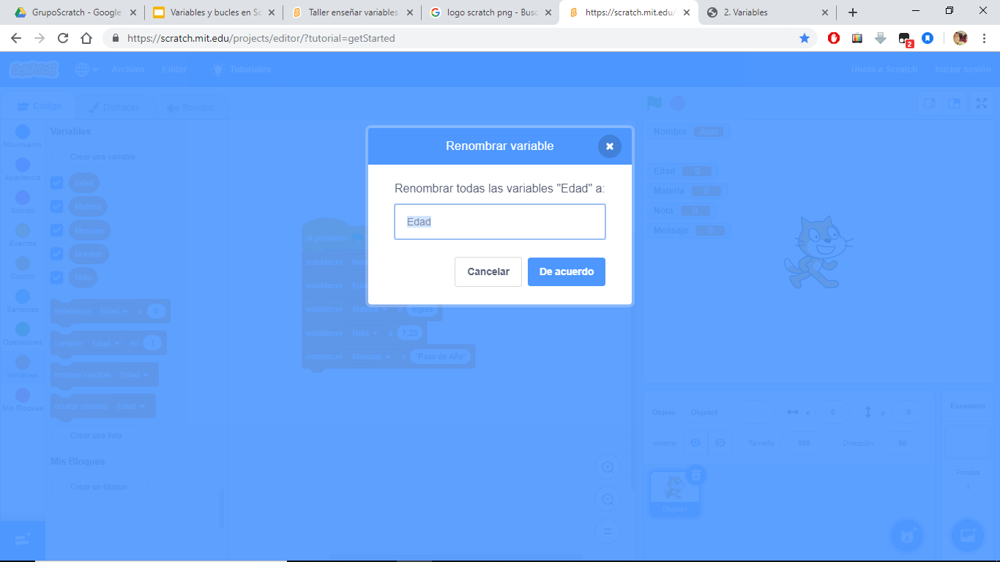 GrupoScratch - Google
Variables y bucles en Sc
Taller enseñar variables
logo scratch png - Busc
https://scratch.mit.edu/
2. Variables
https://scratch.mit.edu/projects/editor/?tutorial=getStarted
2
SCRATCH
Archivo
Editar
Tutoriales
Únete a Scratch
Iniciar sesión
Código
Disfraces
Sonidos
Movimiento
Apariencia
Sonido
Eventos
Control
Sensores
Operadores
Variables
Mis Bloques
Variables
Crear una variable
Edad
Materia
Mensaje
Nombre
Nota
establecer Edad a 0
cambiar Edad en 1
mostrar variable Edad
ocultar variable Edad
Crear una lista
Mis Bloques
Crear un bloque
al presionar
establecer Nom
establecer Eda
establecer Materia a Ingles
establecer Nota a 7.23
establecer Mensaje a "Paso de Año"
Renombrar variable
Renombrar todas las variables "Edad" a:
Edad
Cancelar
De acuerdo
Nombre Juan
Edad 0
Materia 0
Nota 0
Mensaje 0
Objeto Objeto1 x 0 y 0
mostrar Tamaño 100 Dirección 90
Objeto1
Escenario
Fondos
1